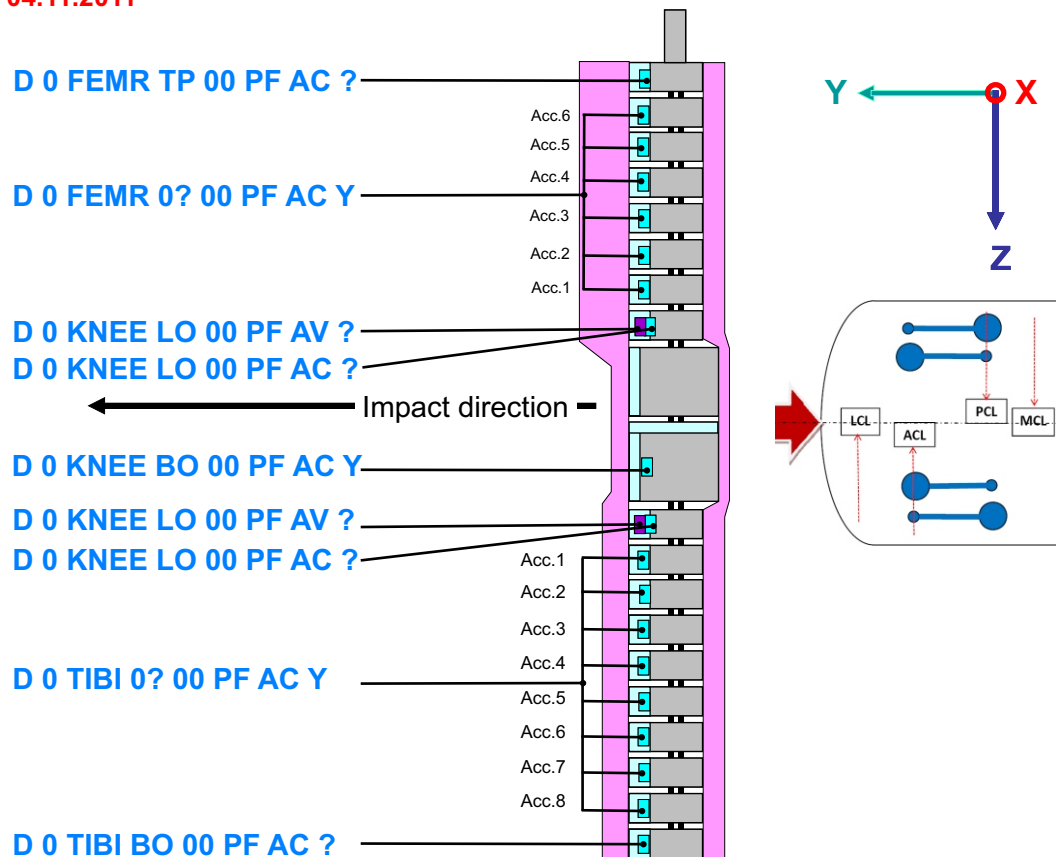 04.11.2011
D 0 FEMR TP 00 PF AC ?
Acc.6
Acc.5
Acc.4
D 0 FEMR 0? 00 PF AC Y
Acc.3
Acc.2
Acc.1
D 0 KNEE LO 00 PF AV ?
D 0 KNEE LO 00 PF AC ?
Impact direction
D 0 KNEE BO 00 PF AC Y
D 0 KNEE LO 00 PF AV ?
D 0 KNEE LO 00 PF AC ?
Acc.1
Acc.2
Acc.3
Acc.4
D 0 TIBI 0? 00 PF AC Y
Acc.5
Acc.6
Acc.7
Acc.8
D 0 TIBI BO 00 PF AC ?
Y
X
Z
LCL
ACL
PCL
MCL